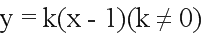 y = k(x - 1)(k ≠ 0)